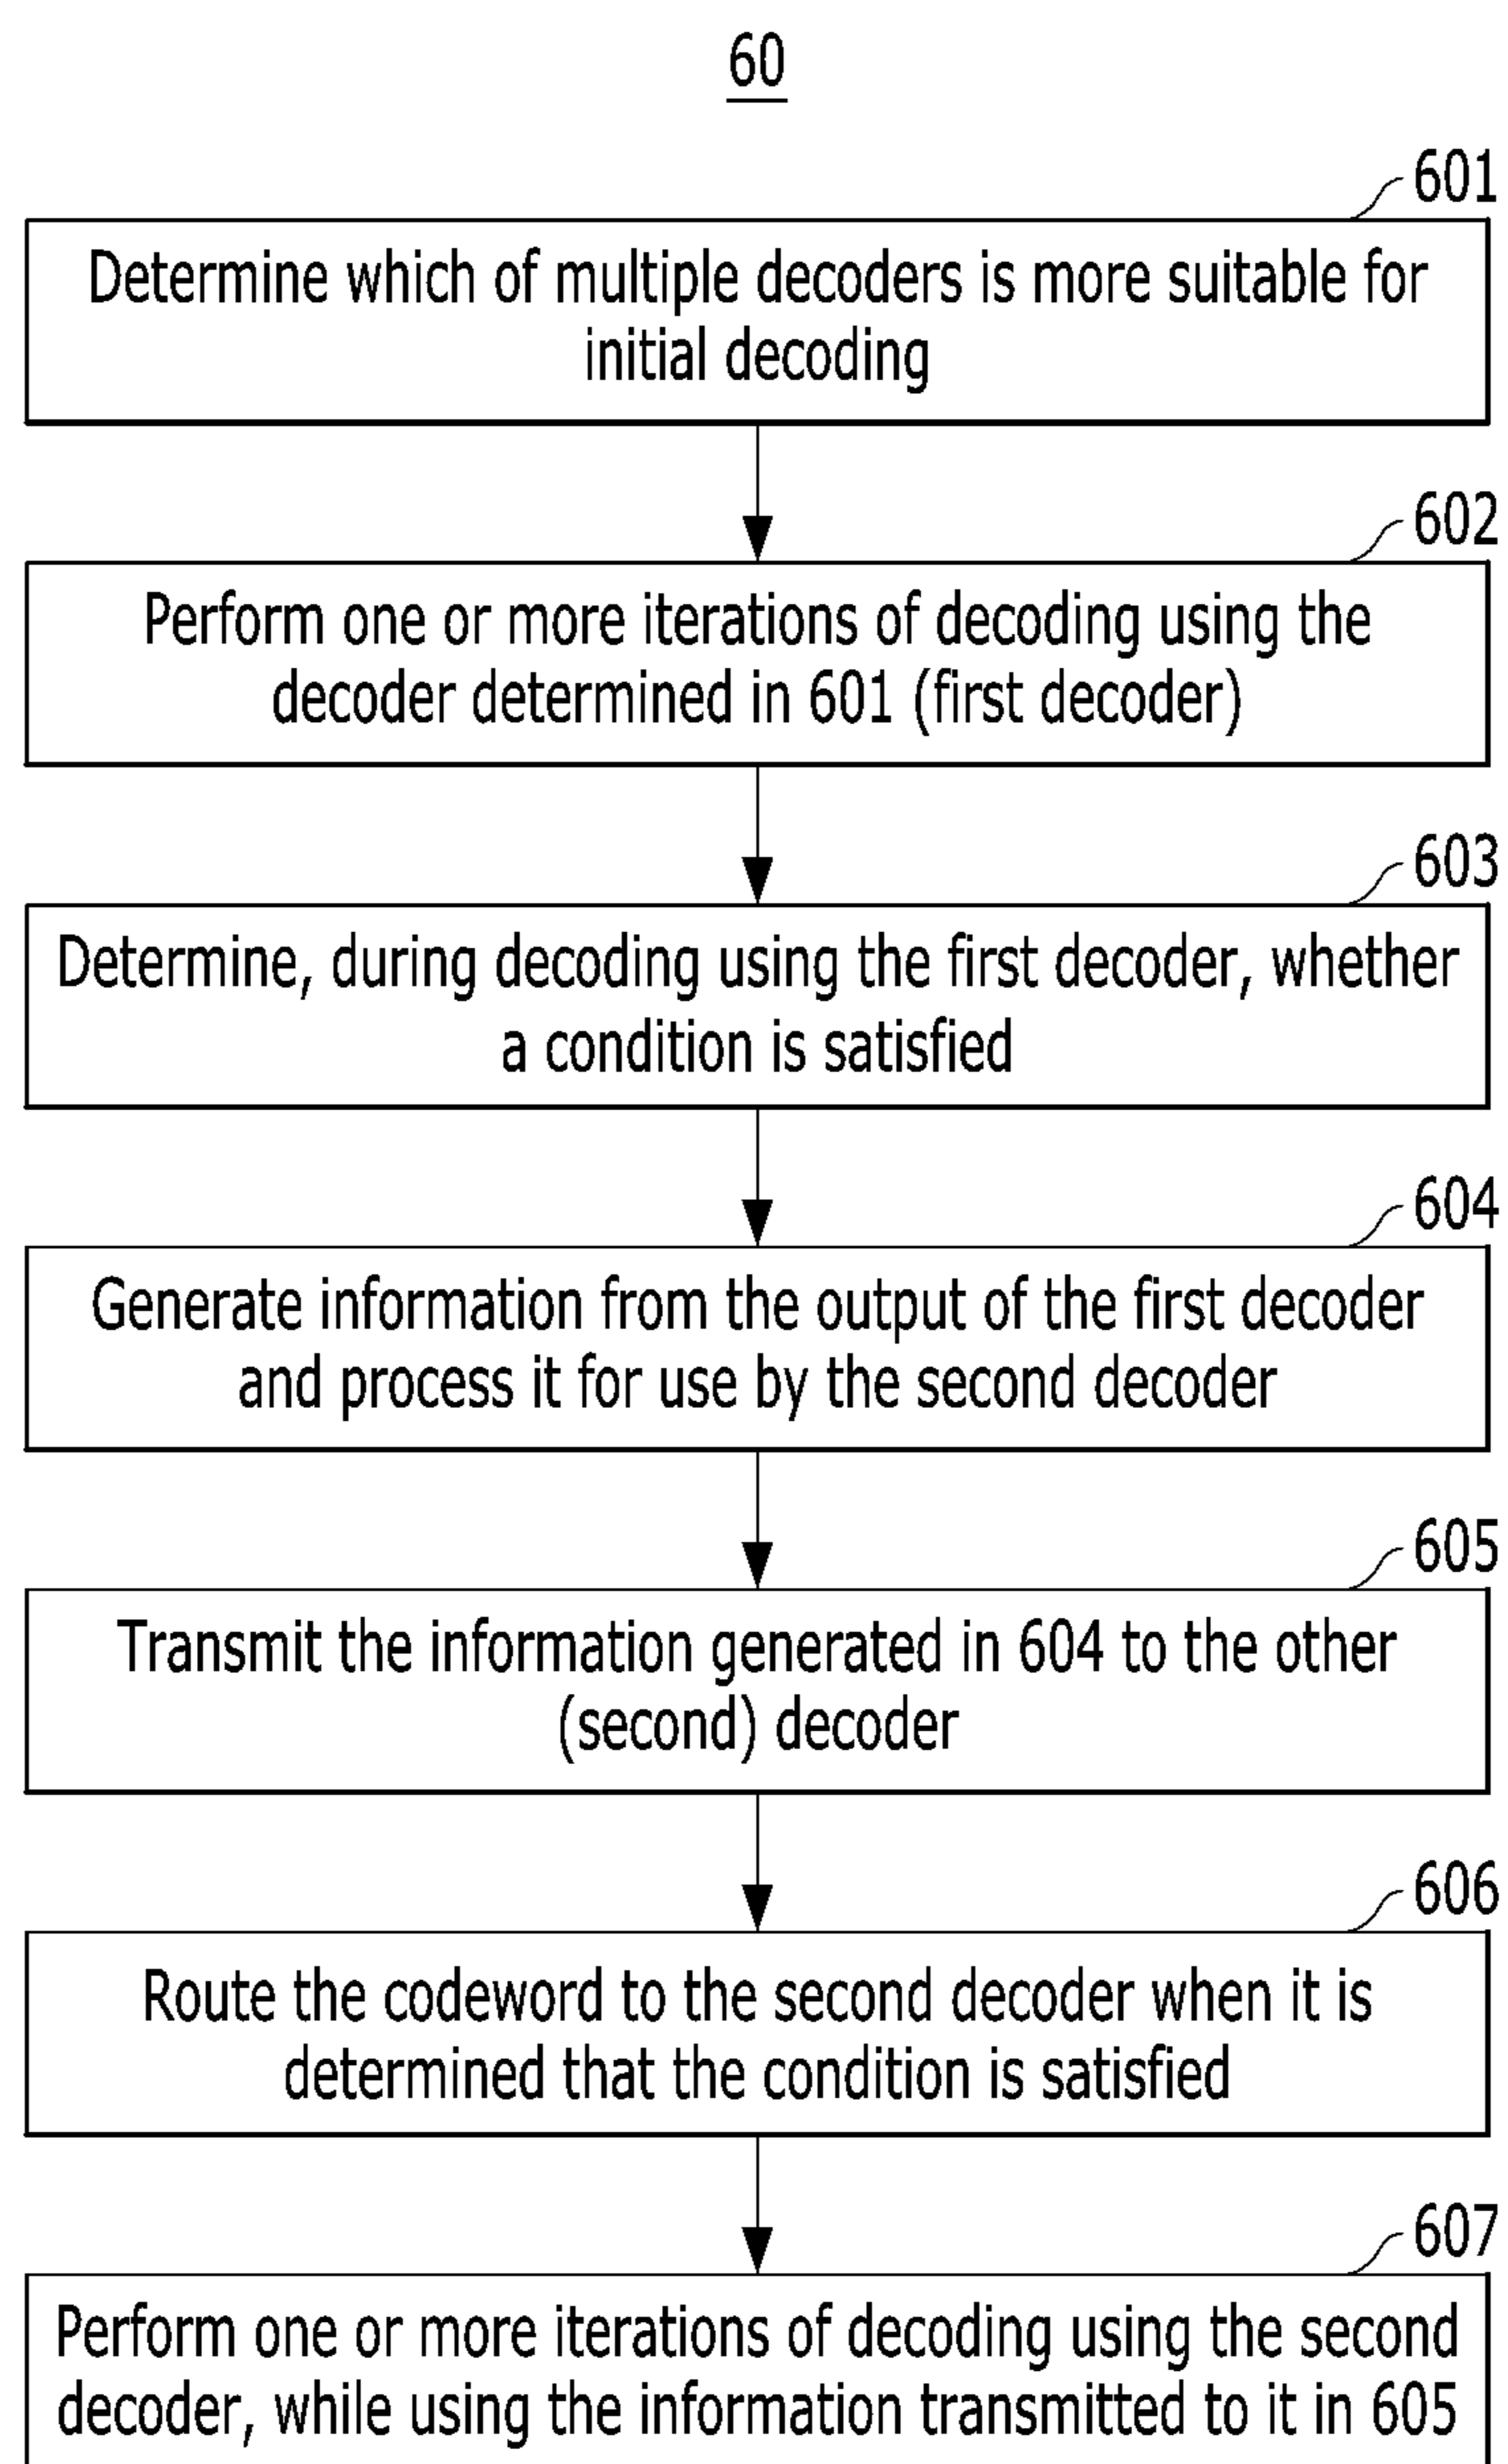 60
601
Determine which of multiple decoders is more suitable for
initial decoding
602
Perform one or more iterations of decoding using the
decoder determined in 601 (first decoder)
603
Determine, during decoding using the first decoder, whether
a condition is satisfied
604
Generate information from the output of the first decoder
and process it for use by the second decoder
605
Transmit the information generated in 604 to the other
(second) decoder
606
Route the codeword to the second decoder when it is
determined that the condition is satisfied
607
Perform one or more iterations of decoding using the second
decoder, while using the information transmitted to it in 605